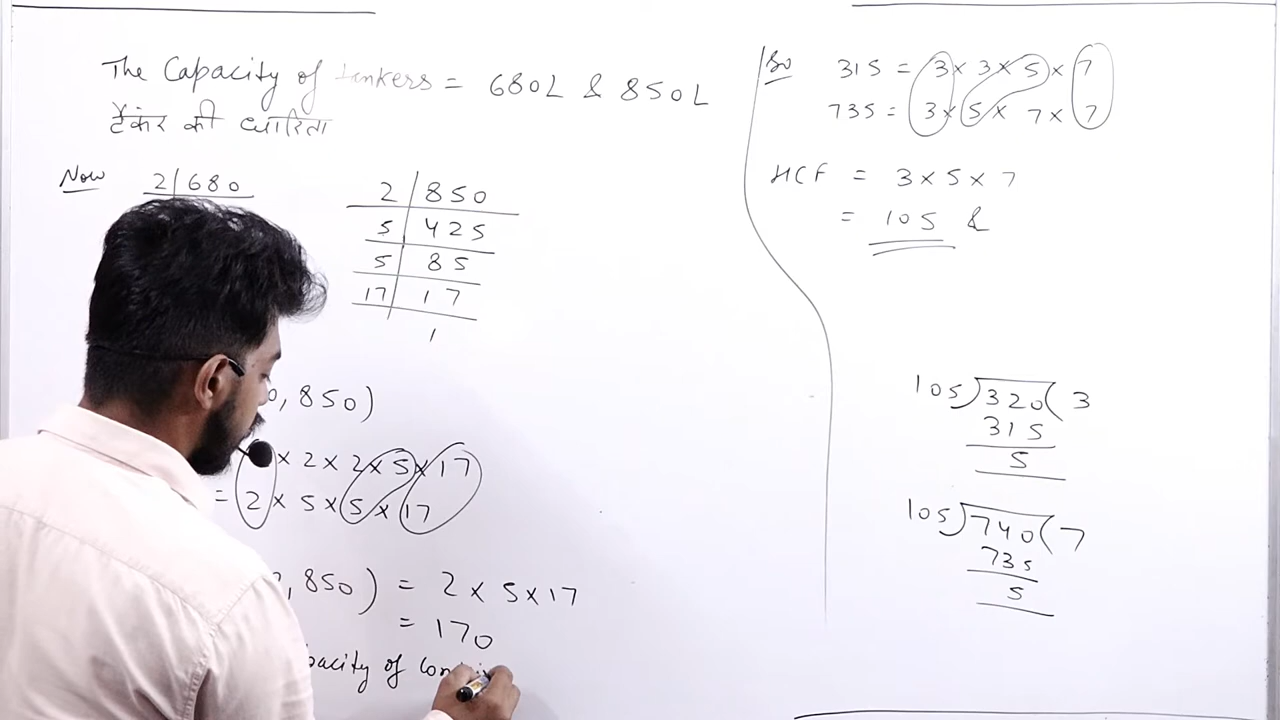 The Capacity of tankers = 680L & 850L
टैंकर की धारिता
Now
2 | 680
2 | 850
5 | 425
5 | 85
17 | 17
1
, 850)
× 2 × 2 × 5 × 17
= 2 × 5 × 5 × 17
, 850) = 2 × 5 × 17
= 170
pacity of
So 315 = 3 × 3 × 5 × 7
735 = 3 × 5 × 7 × 7
HCF = 3 × 5 × 7
= 105 &
105)320(3
315
5
105)740(7
735
5